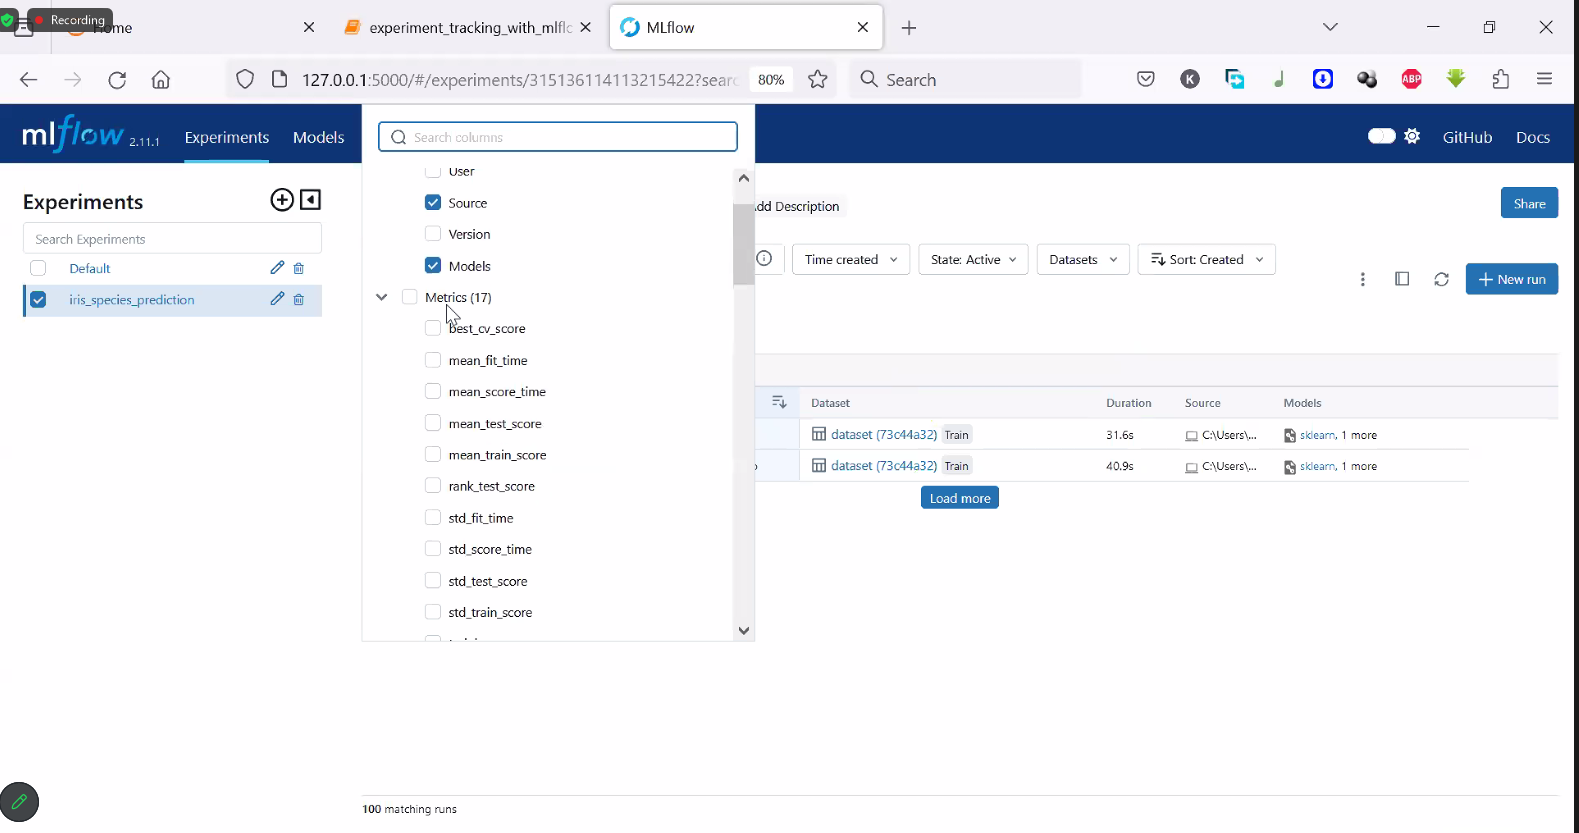 Recording
Home
experiment_tracking_with_mlflo
MLflow
127.0.0.1:5000/#/experiments/315136114113215422?sear
80%
Search
K
ABP
mlflow 2.11.1
Experiments
Models
Search columns
GitHub
Docs
Experiments
Search Experiments
Default
iris_species_prediction
User
Source
Version
Models
Metrics (17)
best_cv_score
mean_fit_time
mean_score_time
mean_test_score
mean_train_score
rank_test_score
std_fit_time
std_score_time
std_test_score
std_train_score
dd Description
Share
Time created
State: Active
Datasets
Sort: Created
New run
Dataset
Duration
Source
Models
dataset (73c44a32) Train
31.6s
C:\Users\...
sklearn, 1 more
dataset (73c44a32) Train
40.9s
C:\Users\...
sklearn, 1 more
Load more
100 matching runs